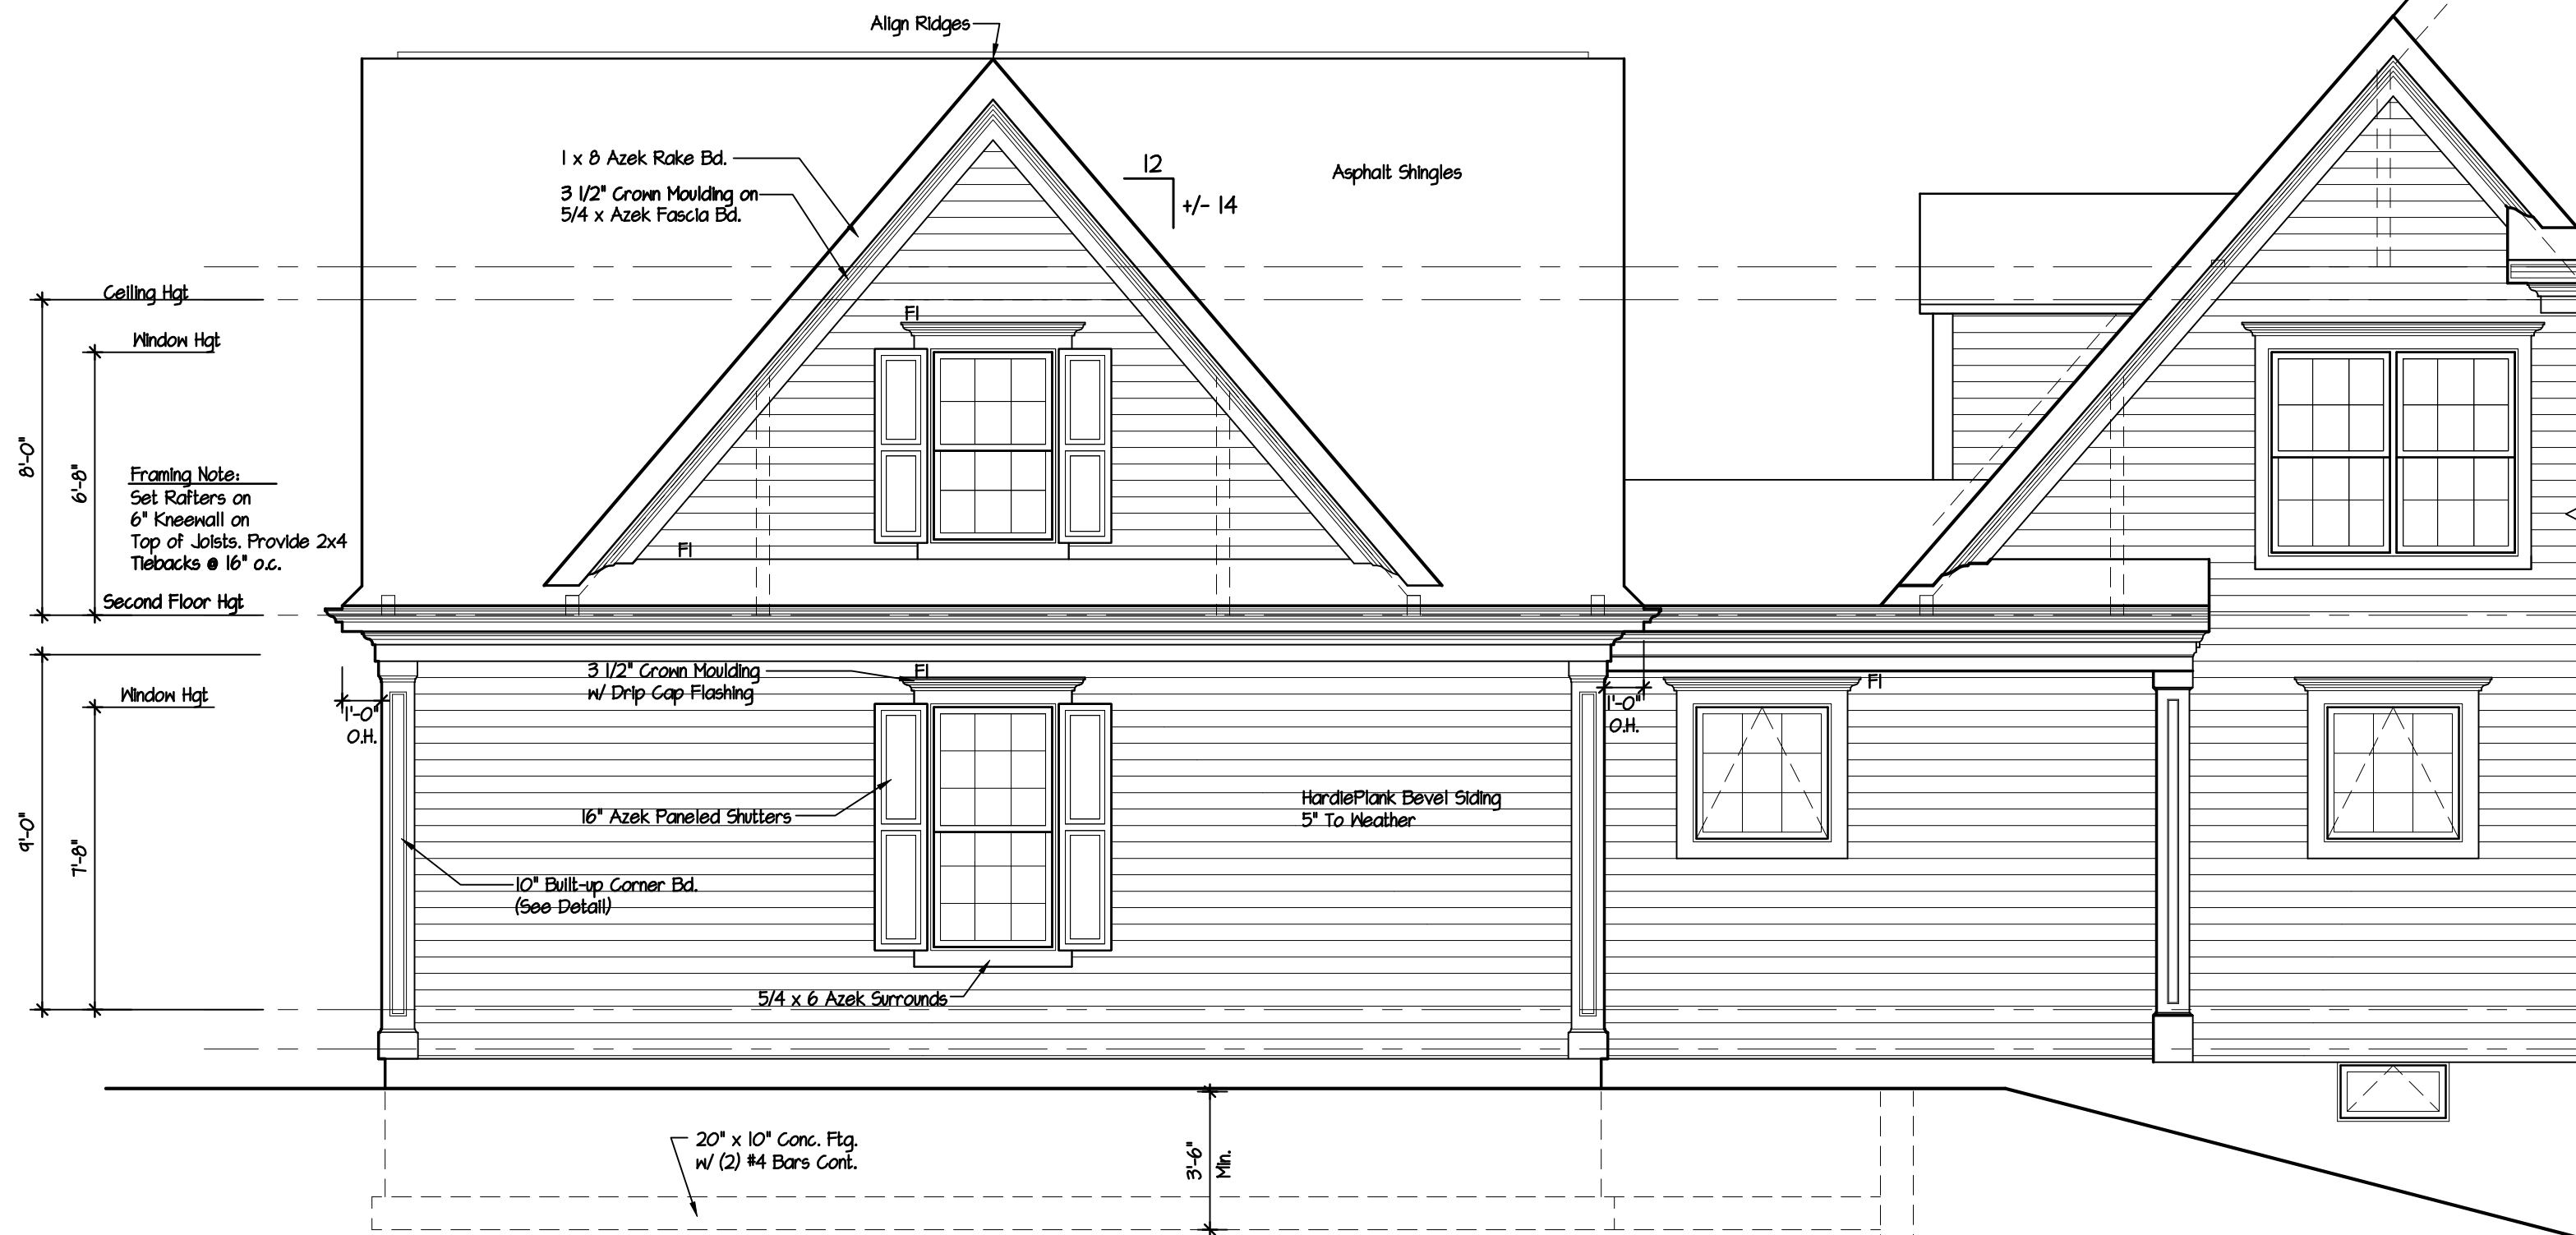 Align Ridges
1 x 8 Azek Rake Bd.
3 1/2" Crown Moulding on
5/4 x Azek Fascia Bd.
12
+/- 14
Asphalt Shingles
Ceiling Hgt
Window Hgt
Fl
8'-0"
6'-8"
Framing Note:
Set Rafters on
6" Kneewall on
Top of Joists. Provide 2x4
Tiebacks @ 16" o.c.
Fl
Second Floor Hgt
3 1/2" Crown Moulding
w/ Drip Cap Flashing
Fl
Fl
Window Hgt
1'-0"
O.H.
1'-0"
O.H.
9'-0"
7'-8"
16" Azek Paneled Shutters
HardiePlank Bevel Siding
5" To Weather
10" Built-up Corner Bd.
(See Detail)
5/4 x 6 Azek Surrounds
20" x 10" Conc. Ftg.
w/ (2) #4 Bars Cont.
3'-6"
Min.